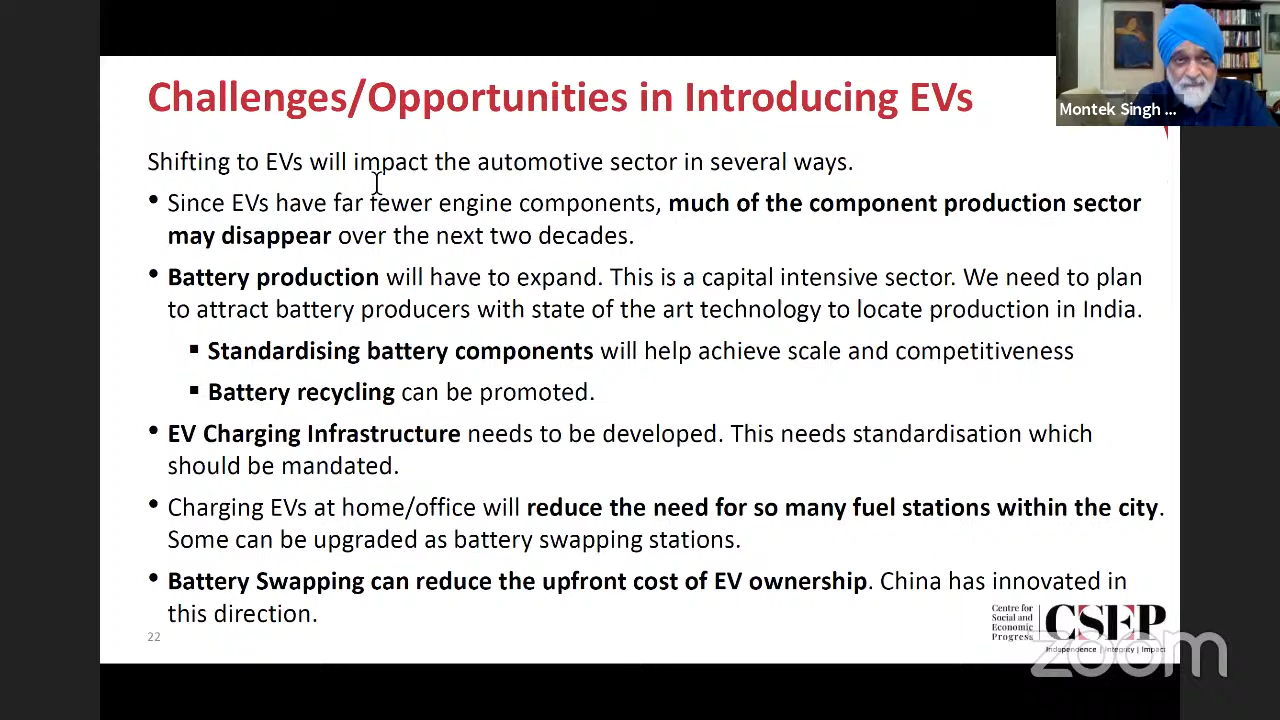 Challenges/Opportunities in Introducing EVs
Montek Singh ...
Shifting to EVs will impact the automotive sector in several ways.
• Since EVs have far fewer engine components, much of the component production sector
may disappear over the next two decades.
• Battery production will have to expand. This is a capital intensive sector. We need to plan
to attract battery producers with state of the art technology to locate production in India.
▪ Standardising battery components will help achieve scale and competitiveness
▪ Battery recycling can be promoted.
• EV Charging Infrastructure needs to be developed. This needs standardisation which
should be mandated.
• Charging EVs at home/office will reduce the need for so many fuel stations within the city.
Some can be upgraded as battery swapping stations.
• Battery Swapping can reduce the upfront cost of EV ownership. China has innovated in
this direction.
22
Centre for
Social and
Economic
Progress
CSEP
Independence | Integrity | Impact
zoom